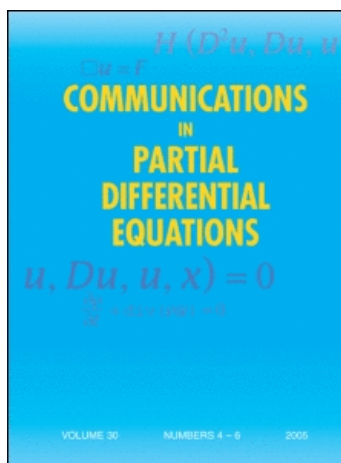 H (D²u, Du, u
□u = F
COMMUNICATIONS
IN
PARTIAL
DIFFERENTIAL
EQUATIONS
u, Du, u, x) = 0
VOLUME 30 NUMBERS 4 – 6 2005